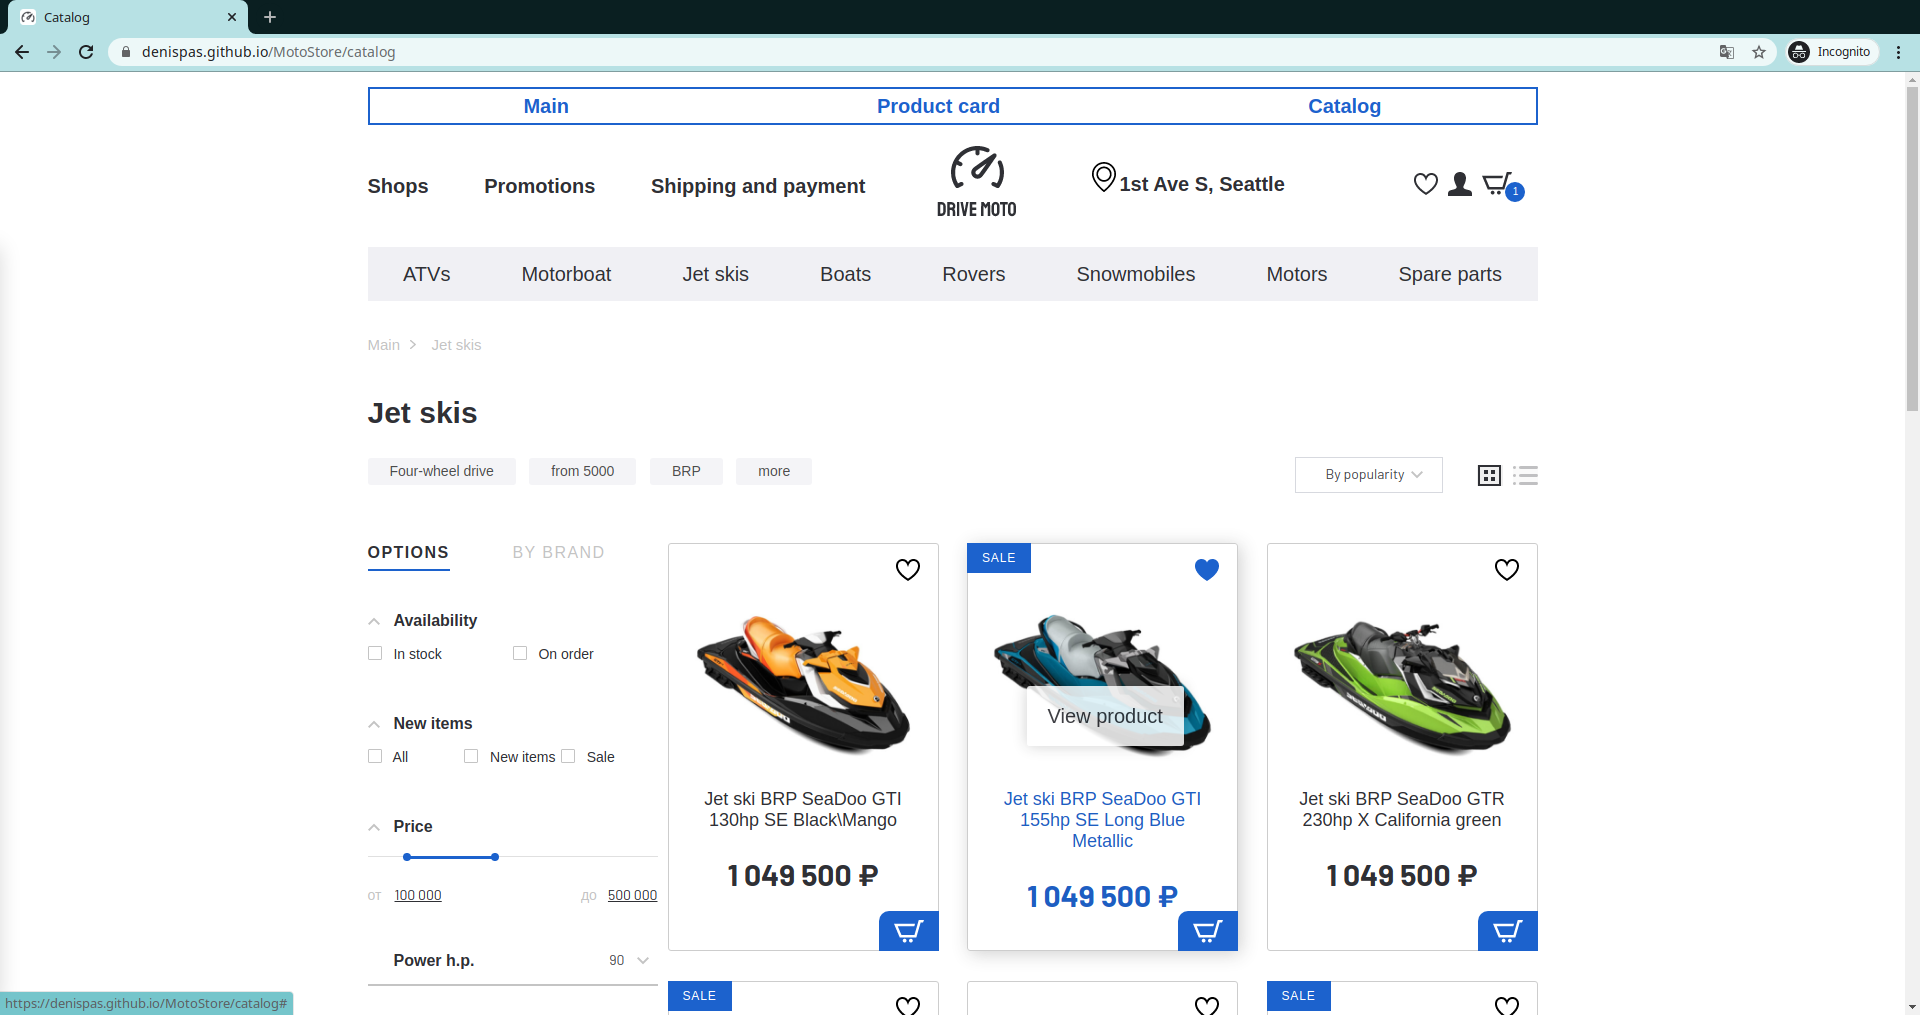 Catalog
denispas.github.io/MotoStore/catalog
Incognito
Main Product card Catalog
Shops Promotions Shipping and payment DRIVE MOTO 1st Ave S, Seattle 1
ATVs Motorboat Jet skis Boats Rovers Snowmobiles Motors Spare parts
Main Jet skis
Jet skis
Four-wheel drive from 5000 BRP more By popularity
OPTIONS BY BRAND
Availability
In stock On order
New items
All New items Sale
Price
от 100 000 до 500 000
Power h.p. 90
Jet ski BRP SeaDoo GTI
130hp SE Black\Mango
1 049 500 ₽
SALE
View product
Jet ski BRP SeaDoo GTI
155hp SE Long Blue
Metallic
1 049 500 ₽
Jet ski BRP SeaDoo GTR
230hp X California green
1 049 500 ₽
SALE
SALE
https://denispas.github.io/MotoStore/catalog#